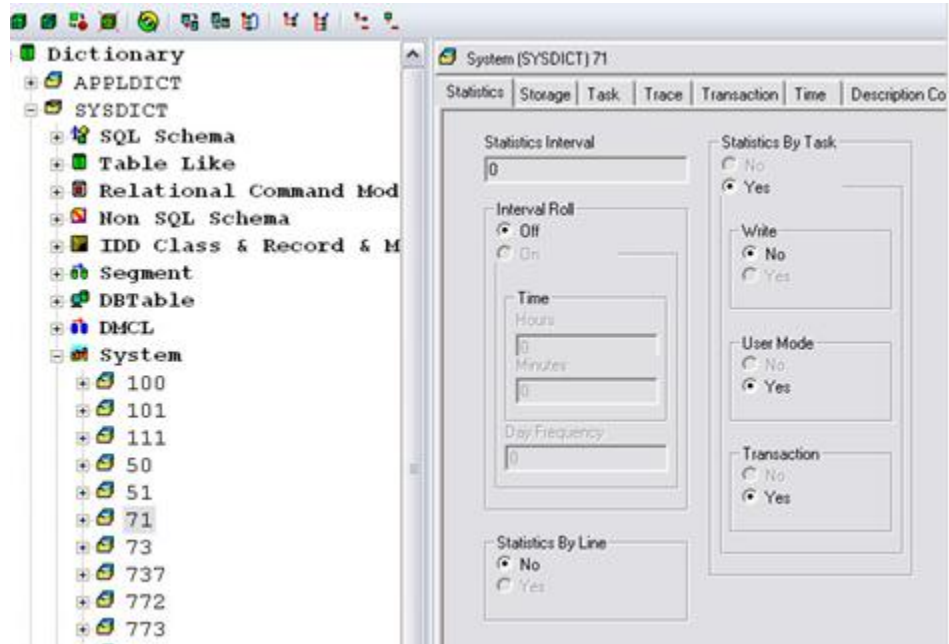 Dictionary
APPLDICT
SYSDICT
SQL Schema
Table Like
Relational Command Mod
Non SQL Schema
IDD Class & Record & M
Segment
DBTable
DMCL
System
100
101
111
50
51
71
73
737
772
773
System (SYSDICT) 71
Statistics Storage Task Trace Transaction Time Description Co
Statistics Interval
0
Interval Roll
Off
On
Time
Hours
0
Minutes
0
Day Frequency
0
Statistics By Line
No
Yes
Statistics By Task
No
Yes
Write
No
Yes
User Mode
No
Yes
Transaction
No
Yes